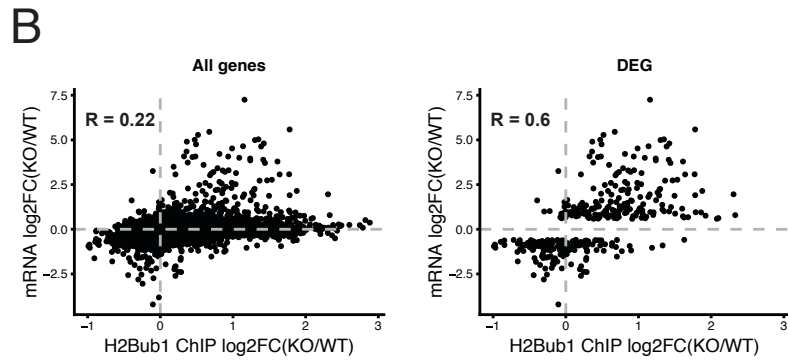 B
All genes
R = 0.22
mRNA log2FC(KO/WT)
7.5
5.0
2.5
0.0
−2.5
−1
0
1
2
3
H2Bub1 ChIP log2FC(KO/WT)
DEG
R = 0.6
mRNA log2FC(KO/WT)
7.5
5.0
2.5
0.0
−2.5
−1
0
1
2
3
H2Bub1 ChIP log2FC(KO/WT)